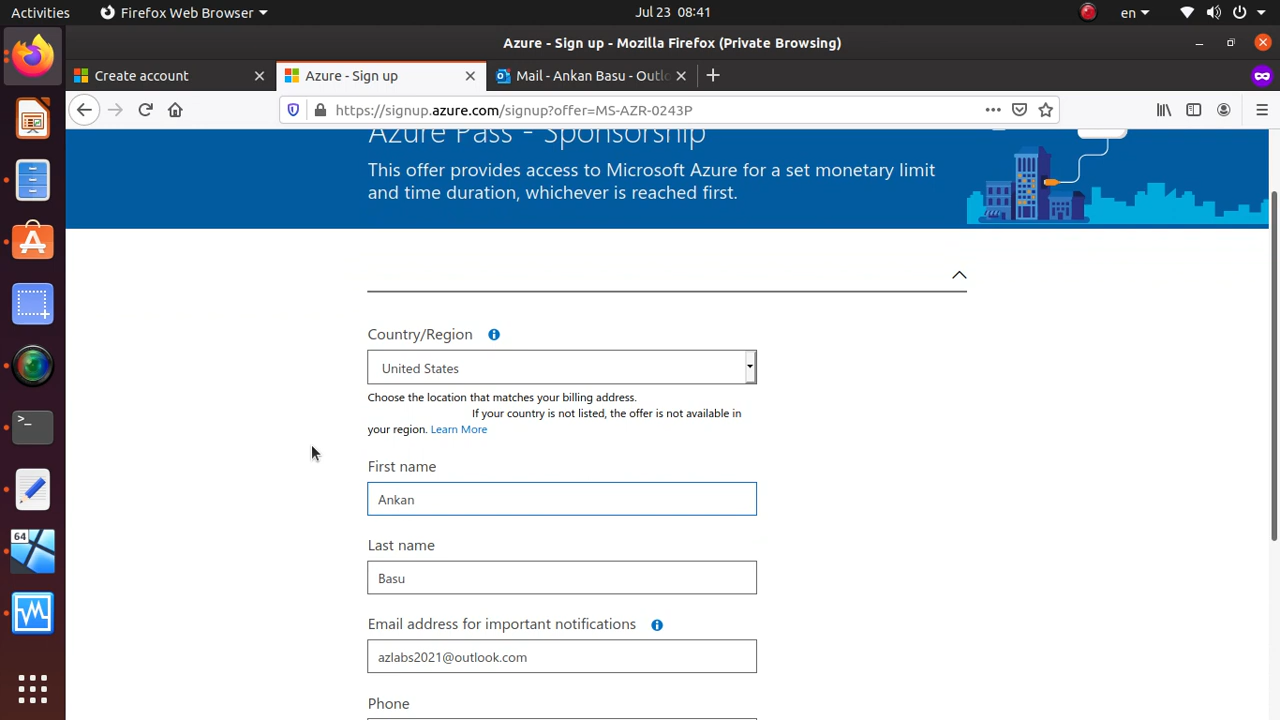 Activities
Firefox Web Browser
Jul 23 08:41
en
Azure - Sign up - Mozilla Firefox (Private Browsing)
Create account
Azure - Sign up
Mail - Ankan Basu - Outlo
https://signup.azure.com/signup?offer=MS-AZR-0243P
Azure Pass - Sponsorship
This offer provides access to Microsoft Azure for a set monetary limit
and time duration, whichever is reached first.
Country/Region
United States
Choose the location that matches your billing address.
If your country is not listed, the offer is not available in
your region. Learn More
First name
Ankan
Last name
Basu
Email address for important notifications
azlabs2021@outlook.com
Phone
64